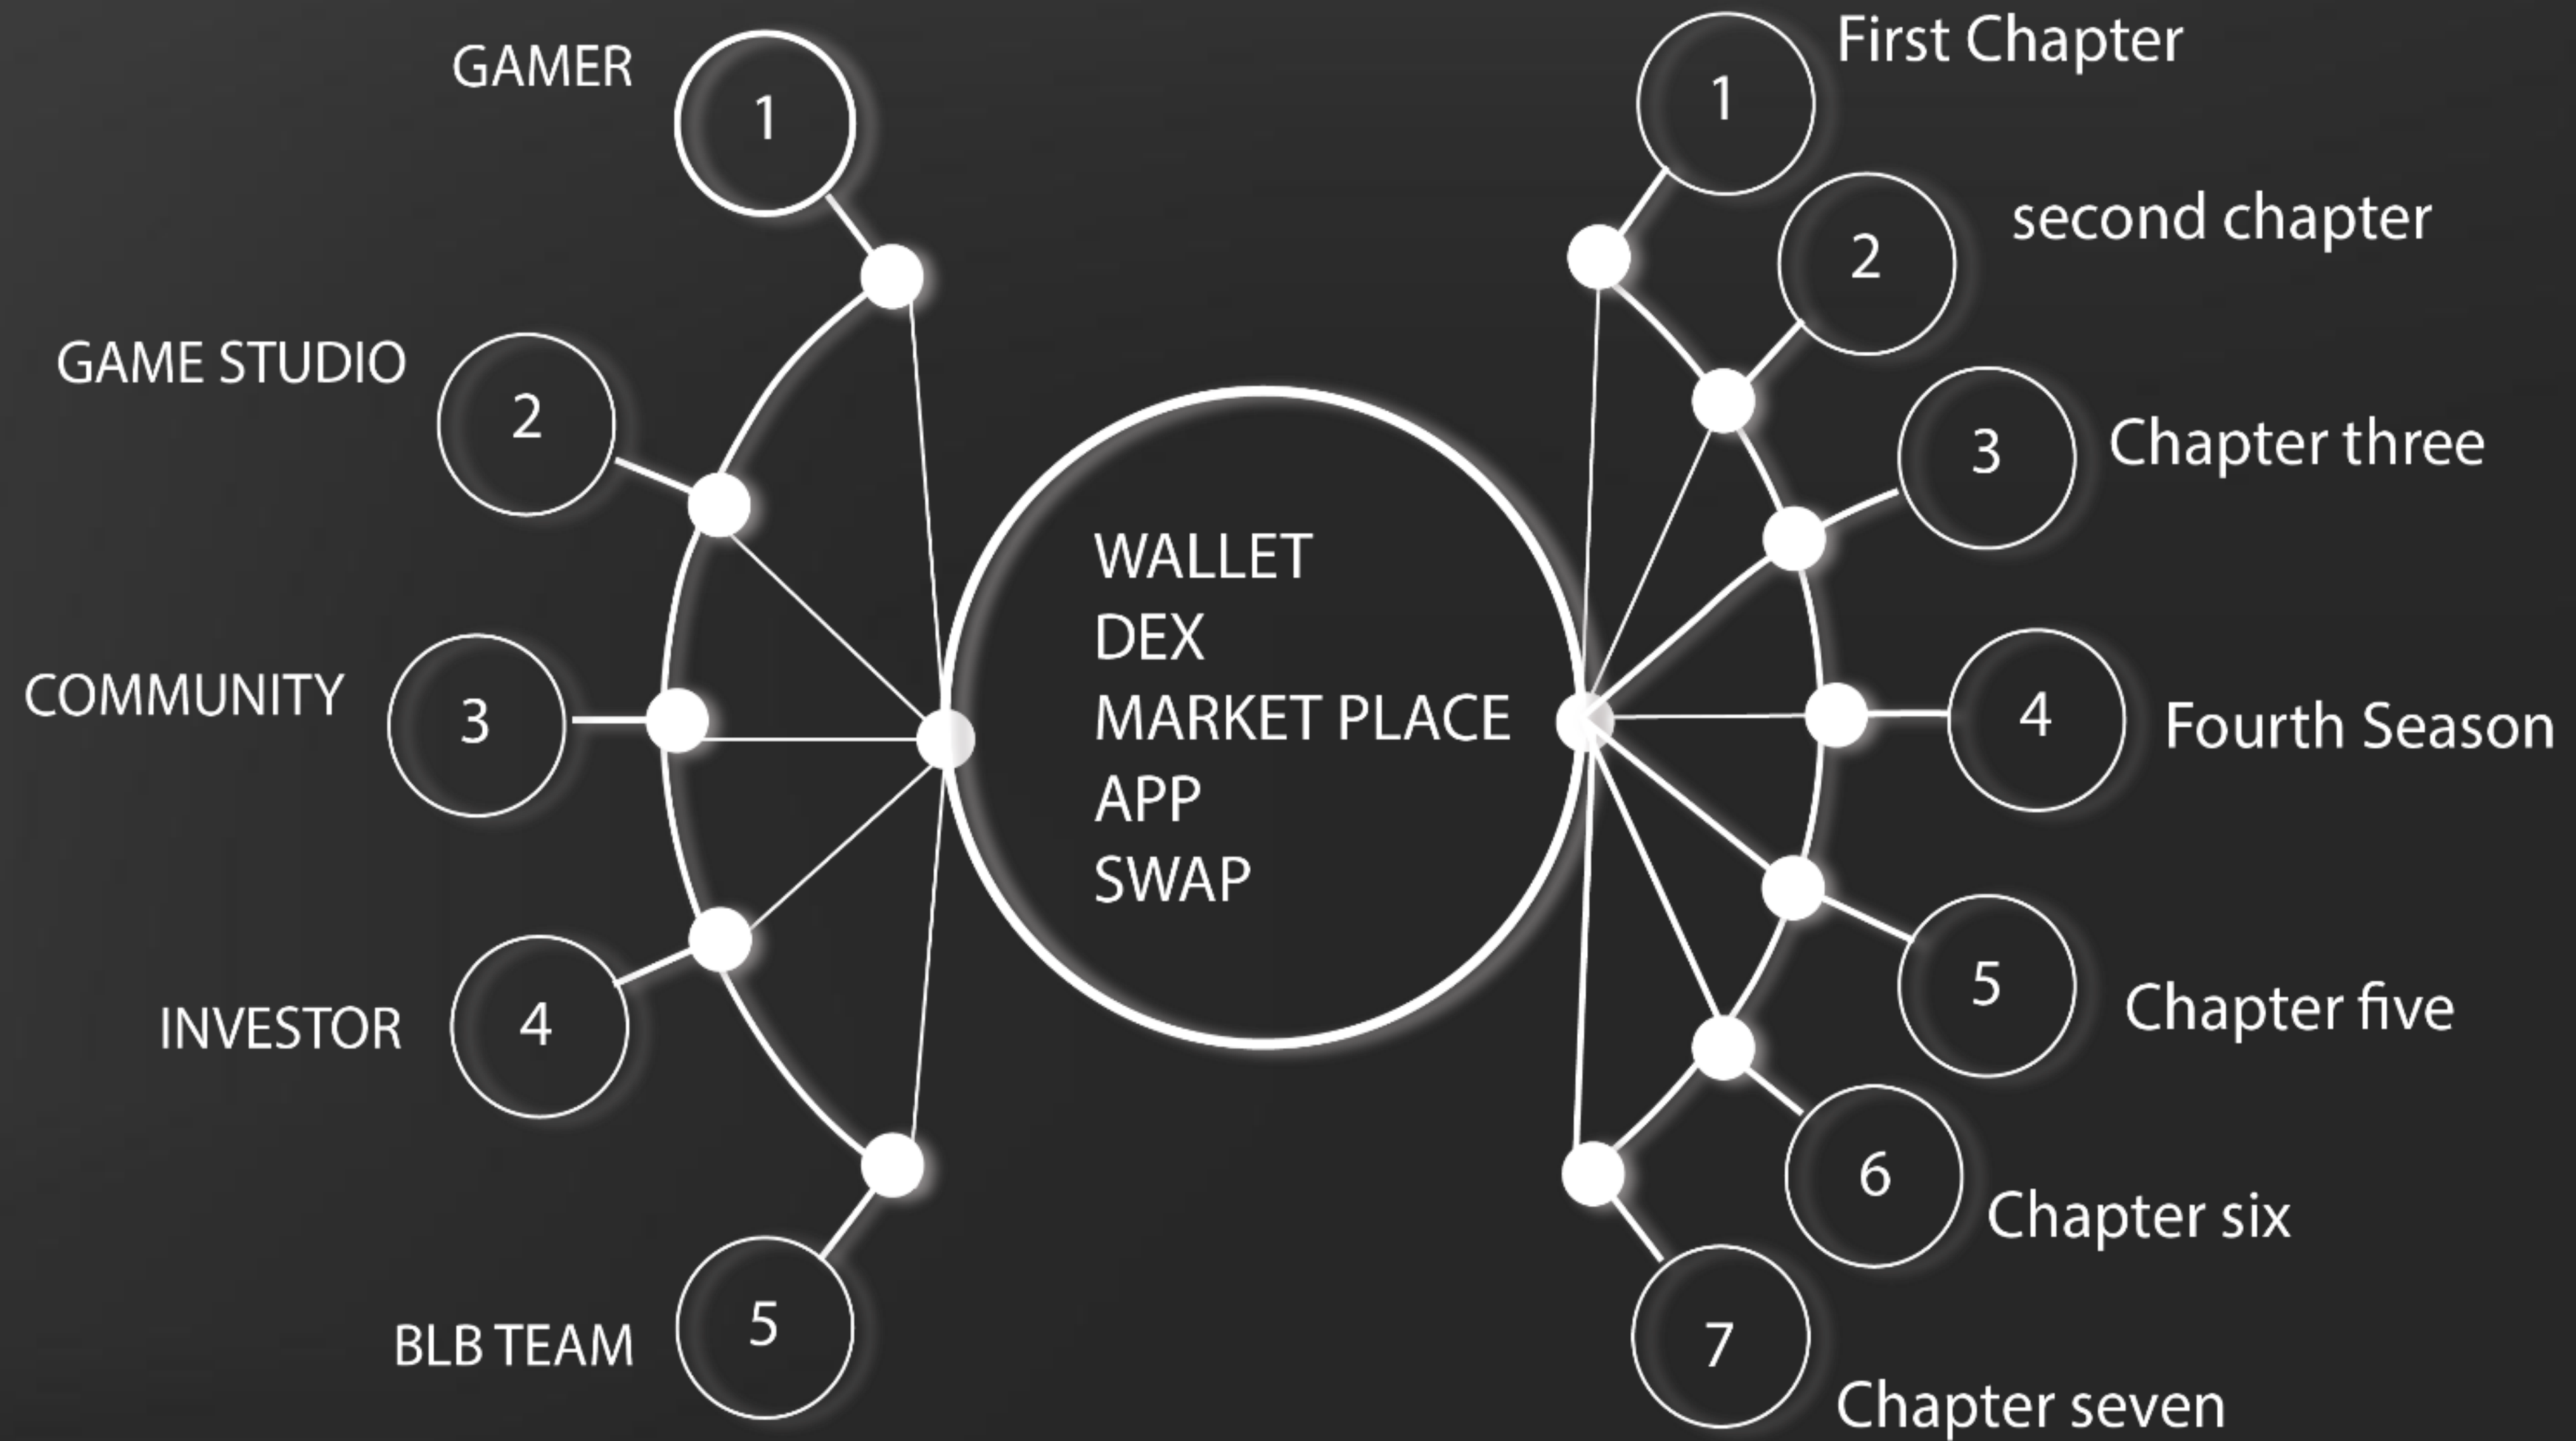 GAMER
1
GAME STUDIO
2
COMMUNITY
3
INVESTOR
4
BLB TEAM
5
WALLET
DEX
MARKET PLACE
APP
SWAP
First Chapter
1
second chapter
2
Chapter three
3
Fourth Season
4
Chapter five
5
Chapter six
6
Chapter seven
7